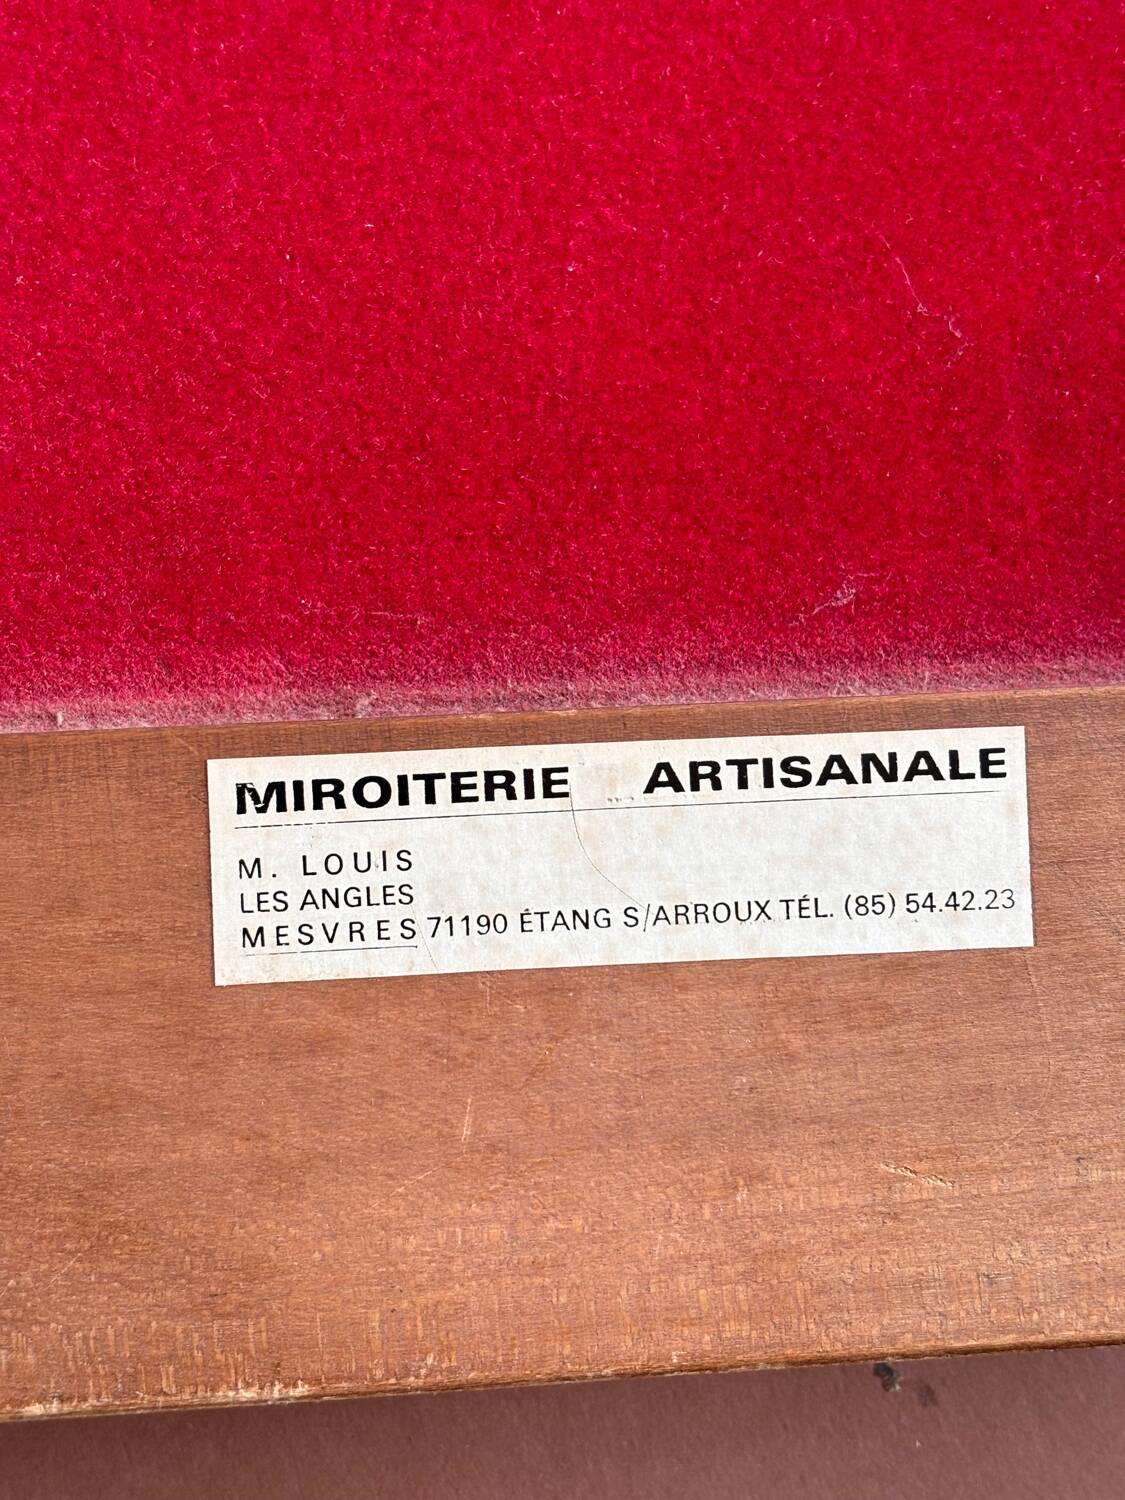 MIROITERIE ARTISANALE
M. LOUIS
LES ANGLES
MESVRES 71190 ÉTANG S/ARROUX TÉL. (85) 54.42.23